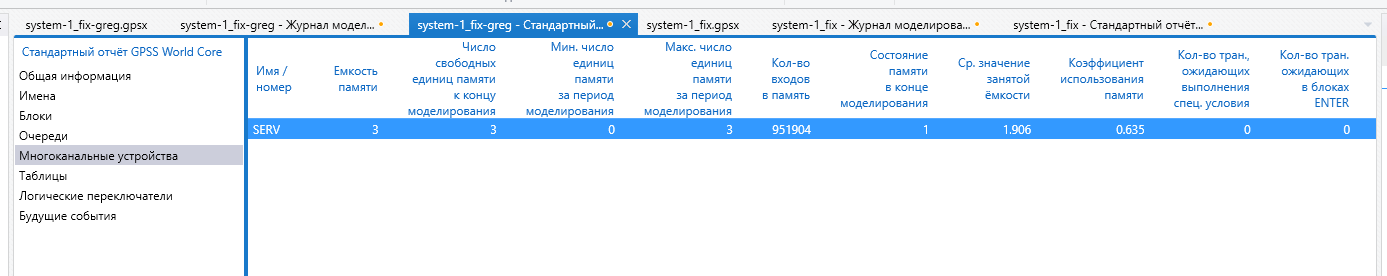 system-1_fix-greg.gpsx
system-1_fix-greg - Журнал модел...
system-1_fix-greg - Стандартный...
system-1_fix.gpsx
system-1_fix - Журнал моделирова...
system-1_fix - Стандартный отчёт...
Стандартный отчёт GPSS World Core
Общая информация
Имена
Блоки
Очереди
Многоканальные устройства
Таблицы
Логические переключатели
Будущие события
Имя /
номер
Емкость
памяти
Число
свободных
единиц памяти
к концу
моделирования
Мин. число
единиц
памяти
за период
моделирования
Макс. число
единиц
памяти
за период
моделирования
Кол-во
входов
в память
Состояние
памяти
в конце
моделирования
Ср. значение
занятой
ёмкости
Коэффициент
использования
памяти
Кол-во тран.,
ожидающих
выполнения
спец. условия
Кол-во тран.
ожидающих
в блоках
ENTER
SERV 3 3 0 3 951904 1 1.906 0.635 0 0